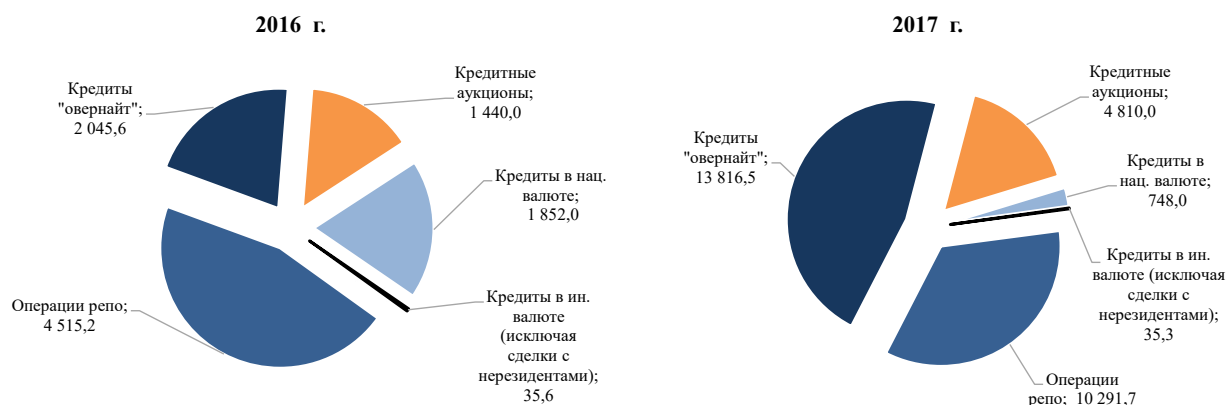 2016  г.
Кредиты
"овернайт";
2 045,6
Кредитные
аукционы;
1 440,0
Кредиты в нац.
валюте;
1 852,0
Кредиты в ин.
валюте
(исключая
сделки с
нерезидентами);
35,6
Операции репо;
4 515,2
2017  г.
Кредиты
"овернайт";
13 816,5
Кредитные
аукционы;
4 810,0
Кредиты в
нац. валюте;
748,0
Кредиты в ин.
валюте (исключая
сделки с
нерезидентами);
35,3
Операции
репо;  10 291,7